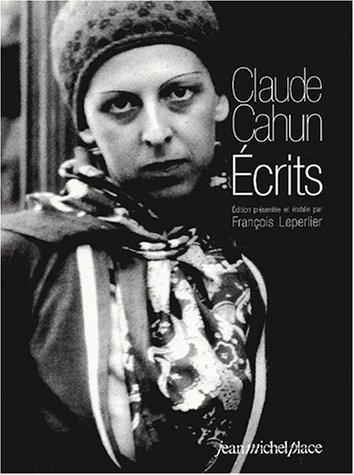 Claude
Cahun
Écrits
Édition présentée et établie par
François Leperlier
jean michel place